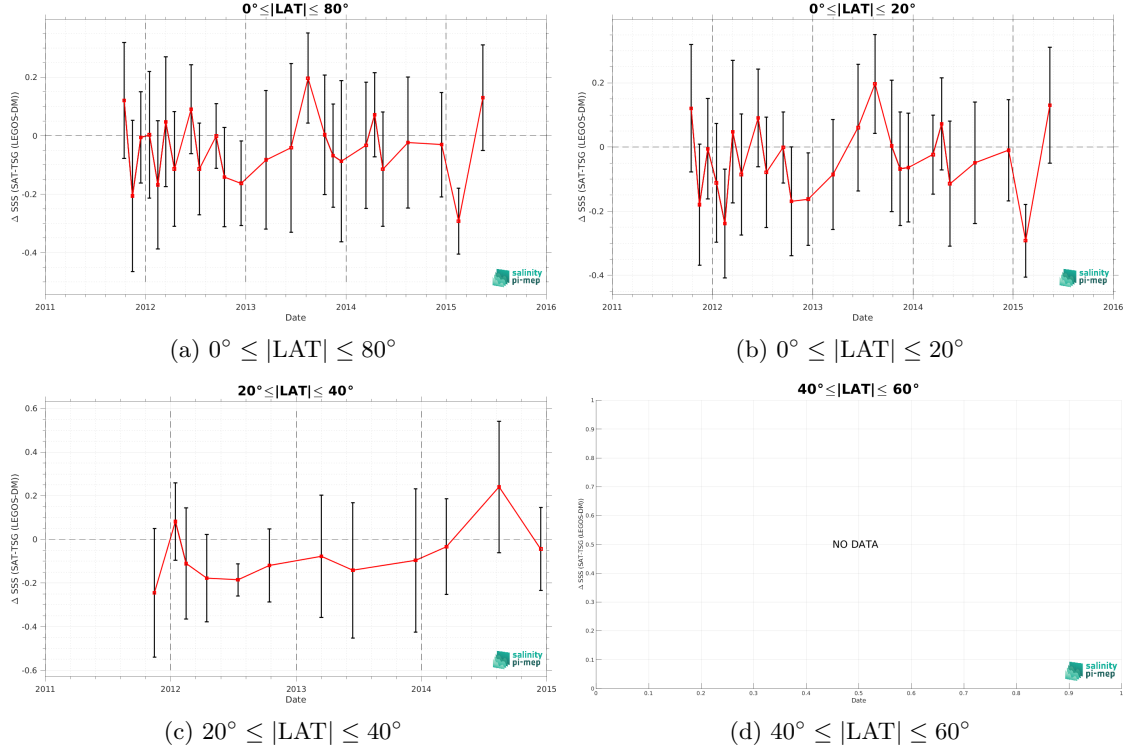 0°≤|LAT|≤ 80°
Δ SSS (SAT-TSG (LEGOS-DM))
0.2
0
-0.2
-0.4
salinity
pi-mep
2011 2012 2013 2014 2015 2016
Date
(a) 0° ≤ |LAT| ≤ 80°
0°≤|LAT|≤ 20°
Δ SSS (SAT-TSG (LEGOS-DM))
0.2
0
-0.2
-0.4
salinity
pi-mep
2011 2012 2013 2014 2015 2016
Date
(b) 0° ≤ |LAT| ≤ 20°
20°≤|LAT|≤ 40°
Δ SSS (SAT-TSG (LEGOS-DM))
0.6
0.4
0.2
0
-0.2
-0.4
-0.6
salinity
pi-mep
2011 2012 2013 2014 2015
Date
(c) 20° ≤ |LAT| ≤ 40°
40°≤|LAT|≤ 60°
Δ SSS (SAT-TSG (LEGOS-DM))
1
0.9
0.8
0.7
0.6
0.5
0.4
0.3
0.2
0.1
0
NO DATA
salinity
pi-mep
0 0.1 0.2 0.3 0.4 0.5 0.6 0.7 0.8 0.9 1
Date
(d) 40° ≤ |LAT| ≤ 60°